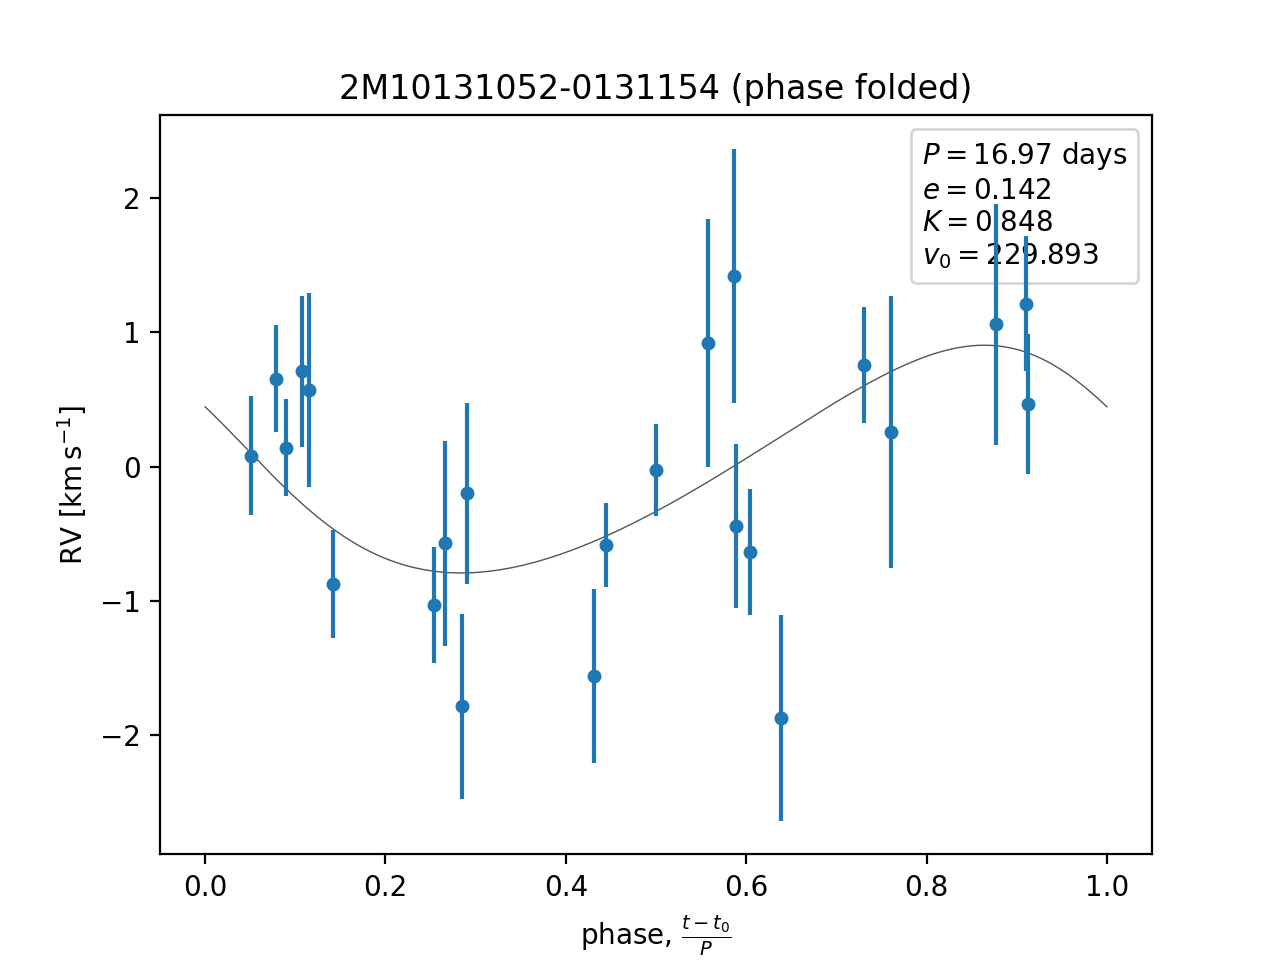 2M10131052-0131154 (phase folded)
P = 16.97 days
e = 0.142
K = 0.848
v₀ = 229.893
RV [km s⁻¹]
2
1
0
−1
−2
0.0 0.2 0.4 0.6 0.8 1.0
phase, (t − t₀)/P